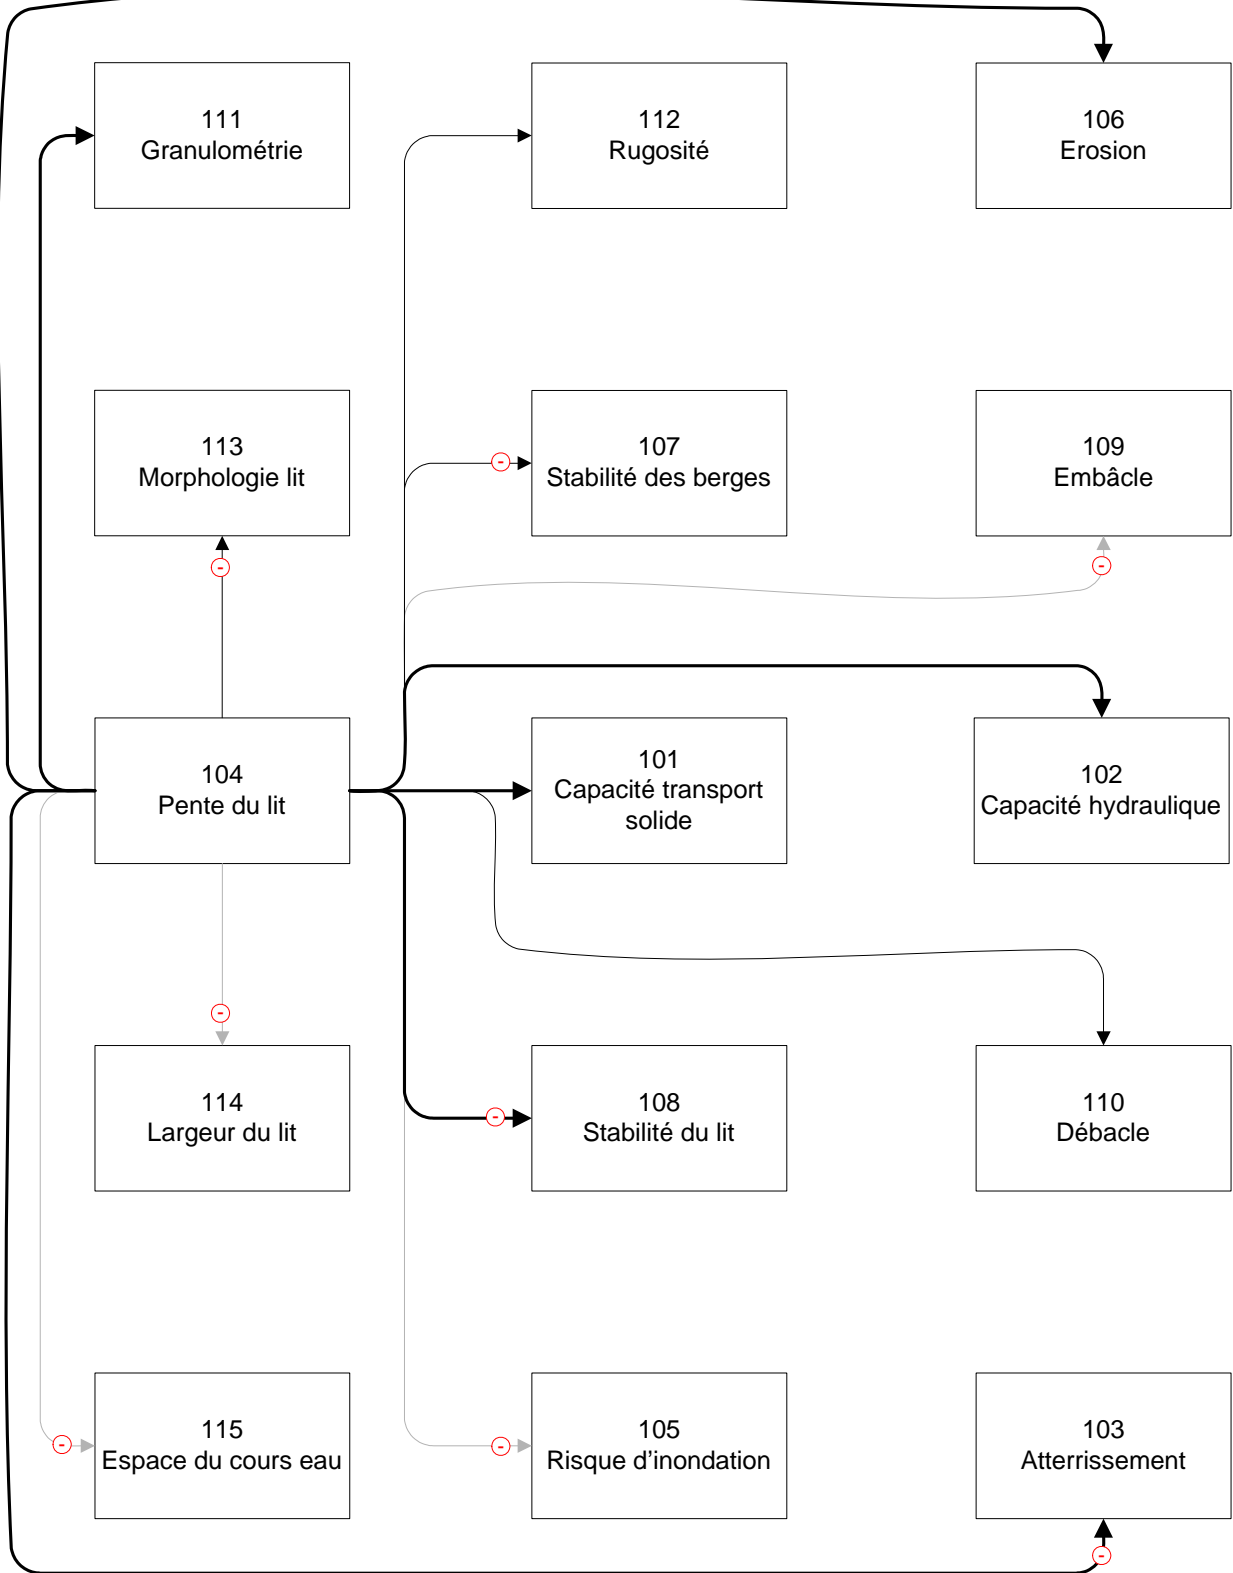 111
Granulométrie
112
Rugosité
106
Erosion
113
Morphologie lit
-
107
Stabilité des berges
-
109
Embâcle
-
104
Pente du lit
101
Capacité transport
solide
102
Capacité hydraulique
-
114
Largeur du lit
-
108
Stabilité du lit
110
Débacle
-
115
Espace du cours eau
-
105
Risque d'inondation
103
Atterrissement
-